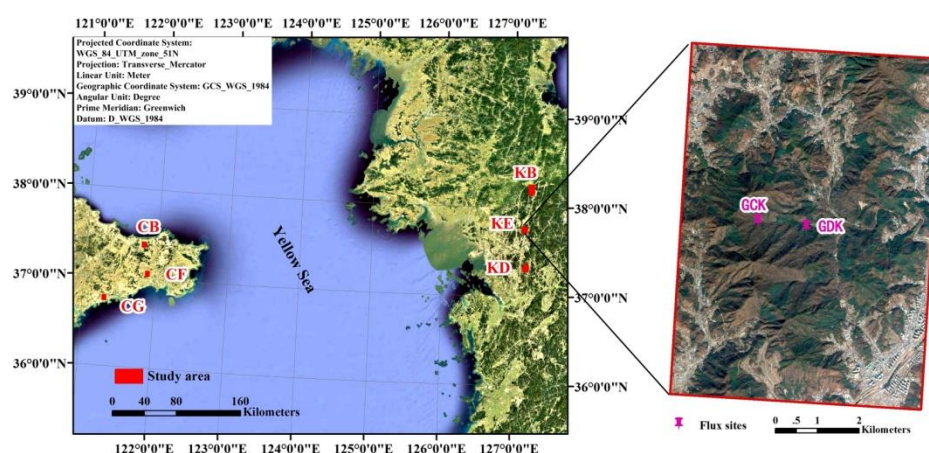 121°0'0"E 122°0'0"E 123°0'0"E 124°0'0"E 125°0'0"E 126°0'0"E 127°0'0"E
Projected Coordinate System:
WGS_84_UTM_zone_51N
Projection: Transverse_Mercator
Linear Unit: Meter
Geographic Coordinate System: GCS_WGS_1984
Angular Unit: Degree
Prime Meridian: Greenwich
Datum: D_WGS_1984
39°0'0"N
38°0'0"N
37°0'0"N
36°0'0"N
39°0'0"N
38°0'0"N
37°0'0"N
36°0'0"N
KB
KE
KD
CB
CF
CG
Yellow Sea
Study area
0 40 80 160
Kilometers
122°0'0"E 123°0'0"E 124°0'0"E 125°0'0"E 126°0'0"E 127°0'0"E
GCK
GDK
Flux sites
0 .5 1 2
Kilometers